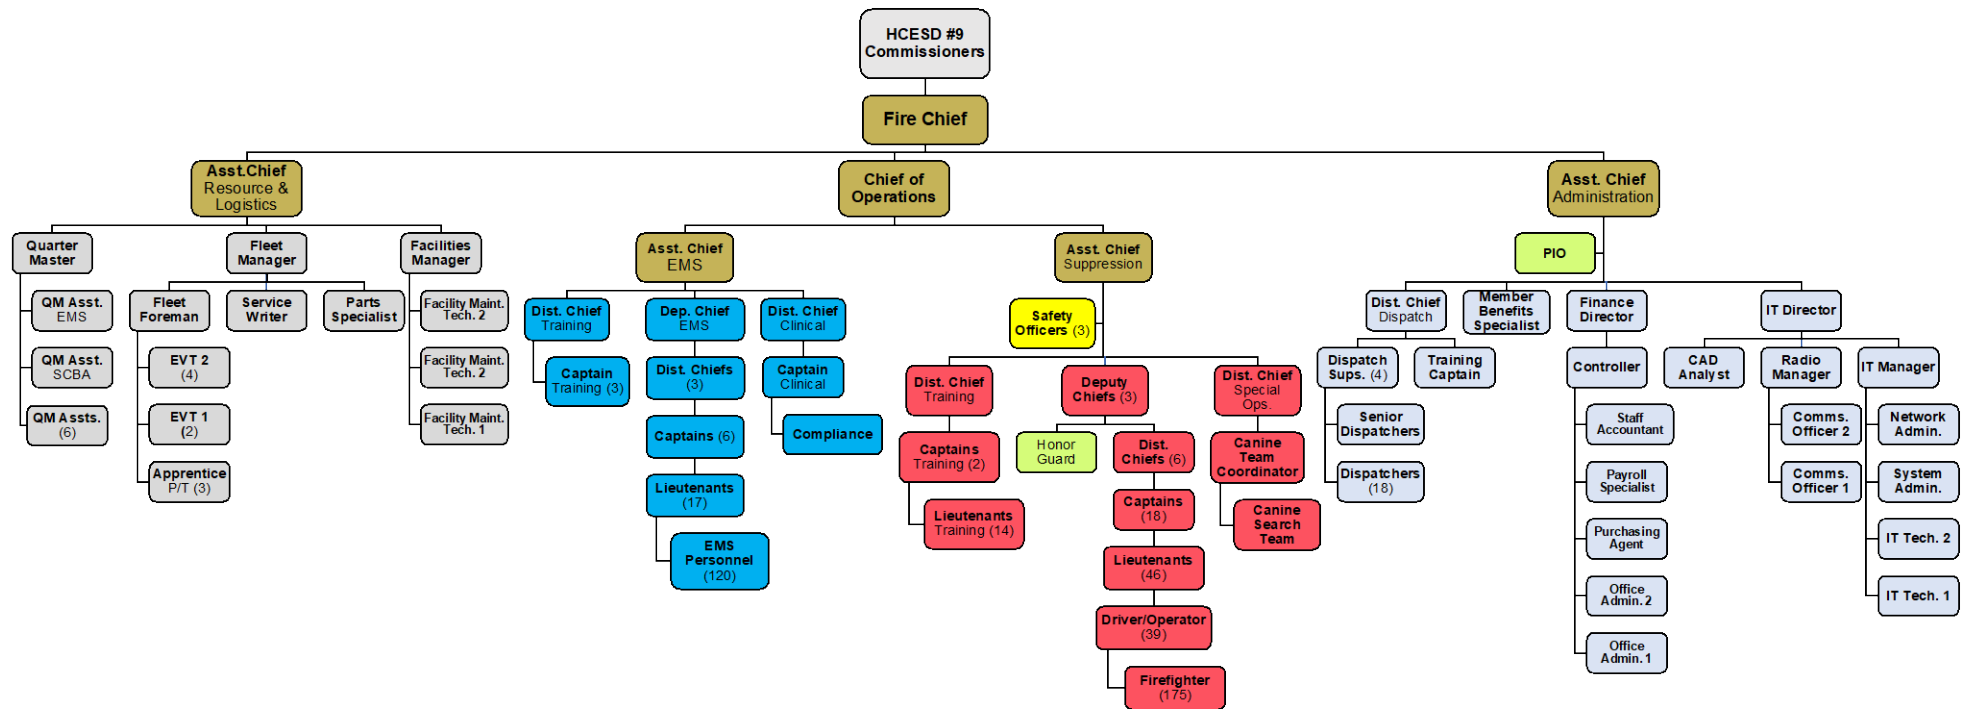 HCESD #9
Commissioners
Fire Chief
Asst.Chief
Resource &
Logistics
Chief of
Operations
Asst. Chief
Administration
Quarter
Master
Fleet
Manager
Facilities
Manager
Asst. Chief
EMS
Asst. Chief
Suppression
PIO
QM Asst.
EMS
Fleet
Foreman
Service
Writer
Parts
Specialist
Facility Maint.
Tech. 2
Dist. Chief
Training
Dep. Chief
EMS
Dist. Chief
Clinical
Safety
Officers (3)
Dist. Chief
Dispatch
Member
Benefits
Specialist
Finance
Director
IT Director
QM Asst.
SCBA
EVT 2
(4)
Facility Maint.
Tech. 2
Captain
Training (3)
Dist. Chiefs
(3)
Captain
Clinical
Dist. Chief
Training
Deputy
Chiefs (3)
Dist. Chief
Special
Ops.
Dispatch
Sups. (4)
Training
Captain
Controller
CAD
Analyst
Radio
Manager
IT Manager
QM Assts.
(6)
EVT 1
(2)
Facility Maint.
Tech. 1
Captains (6)
Compliance
Captains
Training (2)
Honor
Guard
Dist.
Chiefs (6)
Canine
Team
Coordinator
Senior
Dispatchers
Staff
Accountant
Comms.
Officer 2
Network
Admin.
Apprentice
P/T (3)
Lieutenants
(17)
Lieutenants
Training (14)
Captains
(18)
Canine
Search
Team
Dispatchers
(18)
Payroll
Specialist
Comms.
Officer 1
System
Admin.
EMS
Personnel
(120)
Lieutenants
(46)
Purchasing
Agent
IT Tech. 2
Driver/Operator
(39)
Office
Admin. 2
IT Tech. 1
Firefighter
(175)
Office
Admin. 1